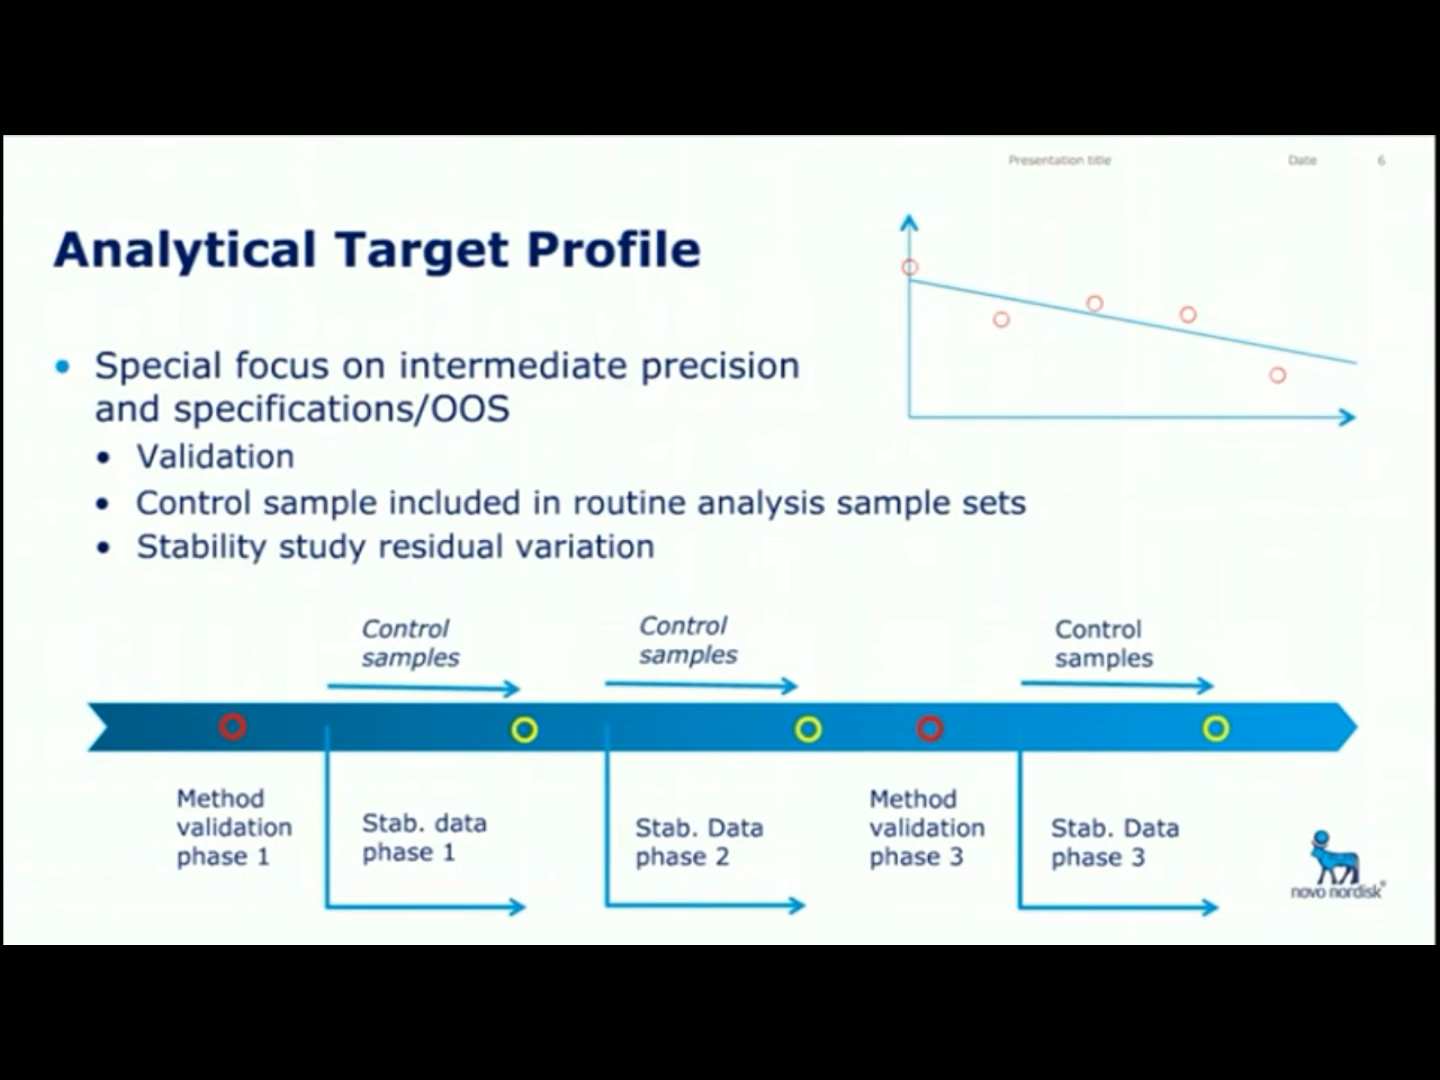 Presentation title
Date
6
Analytical Target Profile
Special focus on intermediate precision
and specifications/OOS
Validation
Control sample included in routine analysis sample sets
Stability study residual variation
Control
samples
Control
samples
Control
samples
Method
validation
phase 1
Stab. data
phase 1
Stab. Data
phase 2
Method
validation
phase 3
Stab. Data
phase 3
novo nordisk®